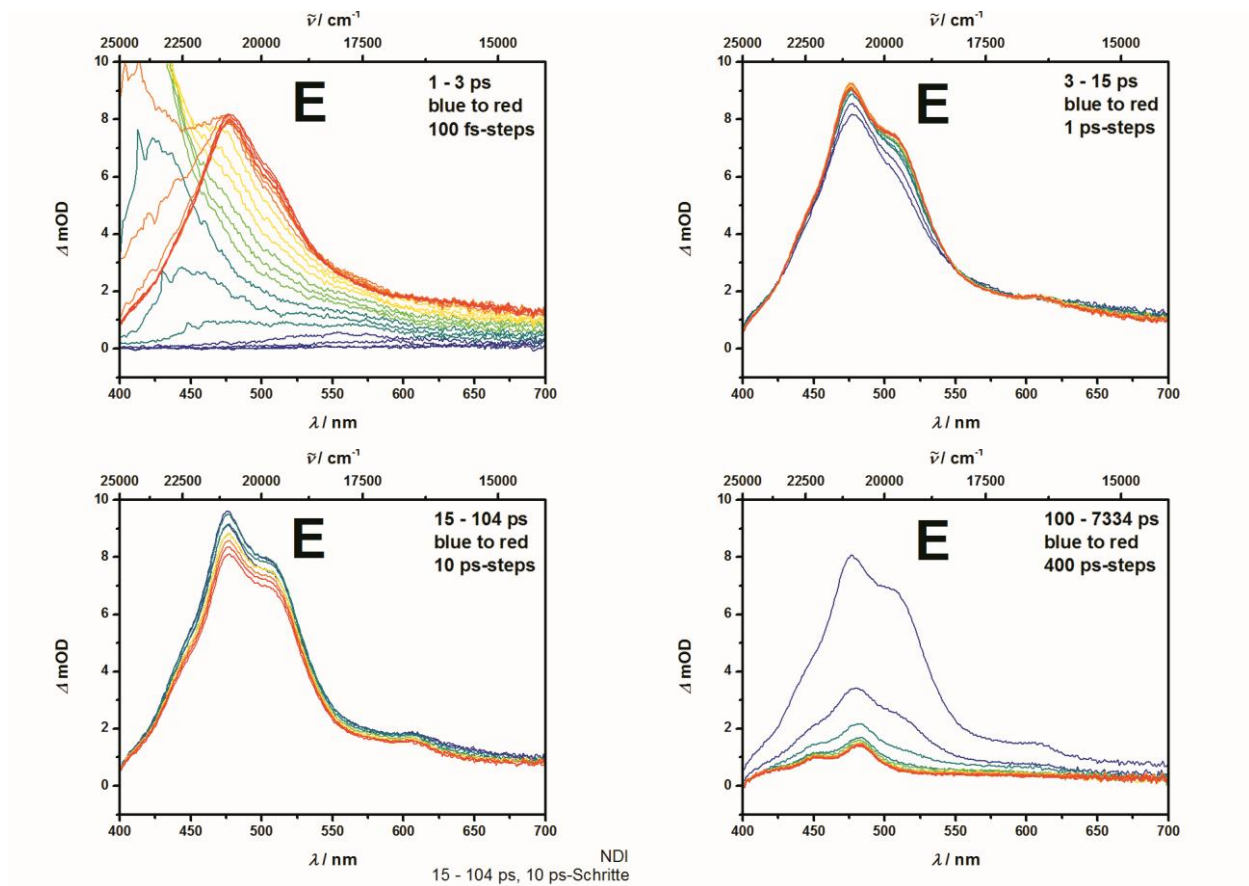 ṽ / cm⁻¹
25000 22500 20000 17500 15000
E
1 - 3 ps
blue to red
100 fs-steps
Δ mOD
10
8
6
4
2
0
400 450 500 550 600 650 700
λ / nm
ṽ / cm⁻¹
25000 22500 20000 17500 15000
E
3 - 15 ps
blue to red
1 ps-steps
Δ mOD
10
8
6
4
2
0
400 450 500 550 600 650 700
λ / nm
ṽ / cm⁻¹
25000 22500 20000 17500 15000
E
15 - 104 ps
blue to red
10 ps-steps
Δ mOD
10
8
6
4
2
0
400 450 500 550 600 650 700
λ / nm
ṽ / cm⁻¹
25000 22500 20000 17500 15000
E
100 - 7334 ps
blue to red
400 ps-steps
Δ mOD
10
8
6
4
2
0
400 450 500 550 600 650 700
λ / nm
NDI
15 - 104 ps, 10 ps-Schritte